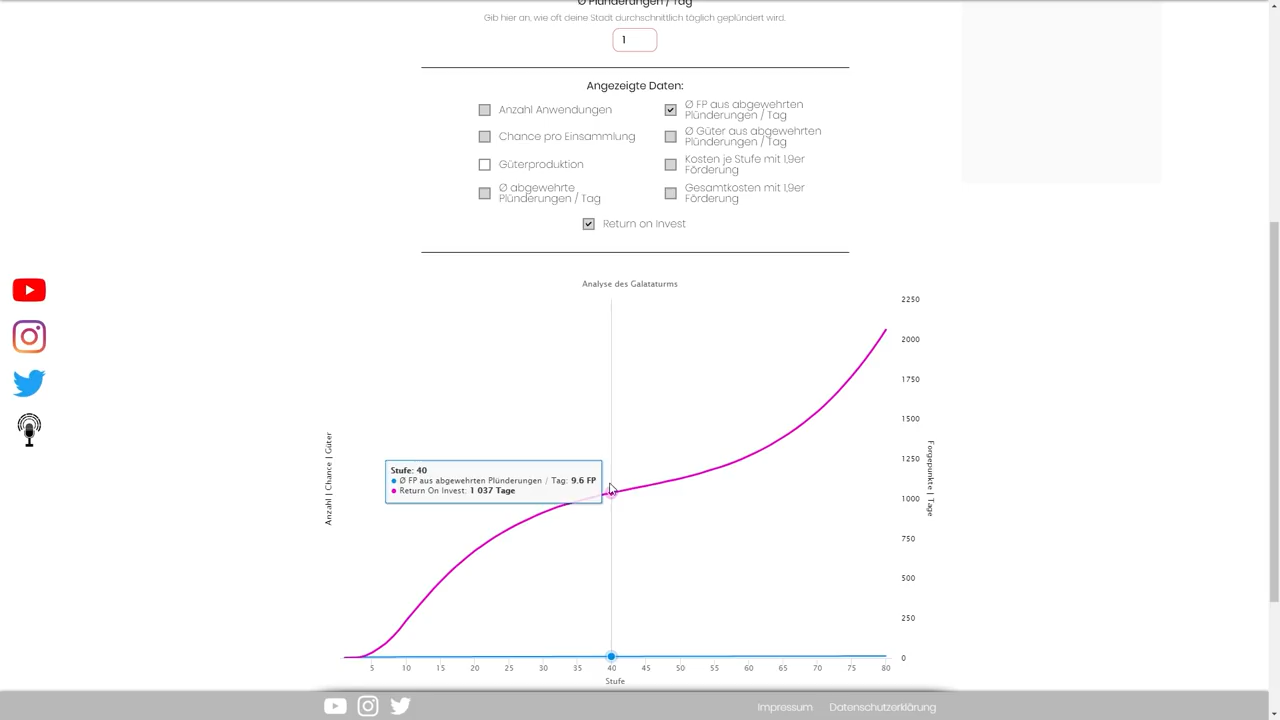 Ø Plünderungen / Tag
Gib hier an, wie oft deine Stadt durchschnittlich täglich geplündert wird.
1
Angezeigte Daten:
Anzahl Anwendungen
Ø FP aus abgewehrten
Plünderungen / Tag
Chance pro Einsammlung
Ø Güter aus abgewehrten
Plünderungen / Tag
Güterproduktion
Kosten je Stufe mit 1,9er
Förderung
Ø abgewehrte
Plünderungen / Tag
Gesamtkosten mit 1,9er
Förderung
Return on Invest
Analyse des Galataturms
2250
2000
1750
1500
1250
1000
750
500
250
0
Anzahl | Chance | Güter
Forgepunkte | Tage
Stufe: 40
Ø FP aus abgewehrten Plünderungen / Tag: 9.6 FP
Return On Invest: 1 037 Tage
5 10 15 20 25 30 35 40 45 50 55 60 65 70 75 80
Stufe
Impressum Datenschutzerklärung